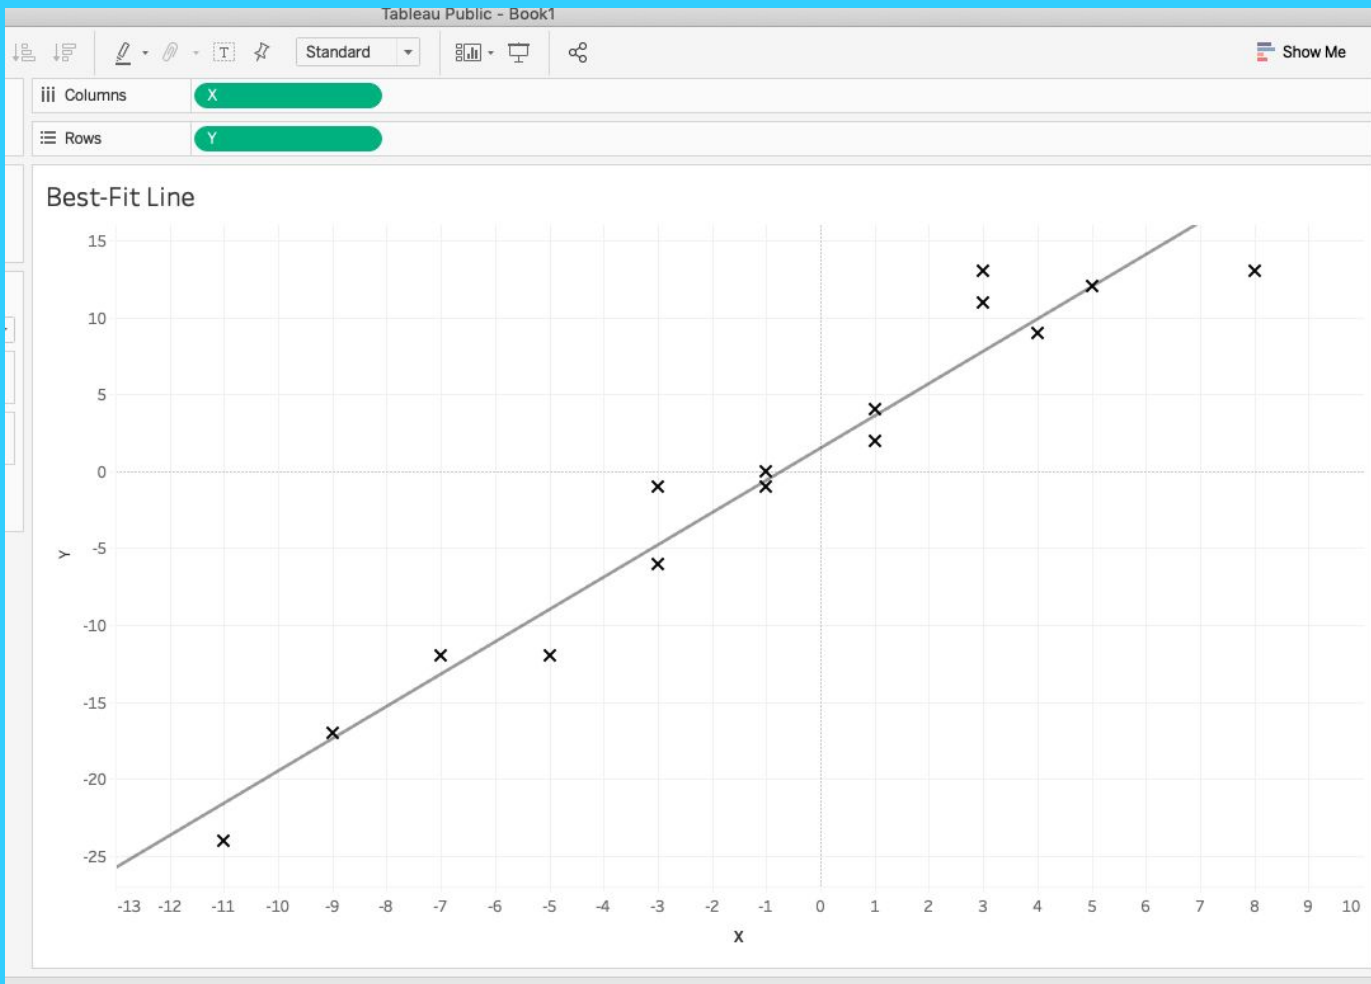 Tableau Public - Book1
T
Standard
Show Me
Columns
X
Rows
Y
Best-Fit Line
15
10
5
0
-5
-10
-15
-20
-25
Y
-13 -12 -11 -10 -9 -8 -7 -6 -5 -4 -3 -2 -1 0 1 2 3 4 5 6 7 8 9 10
X